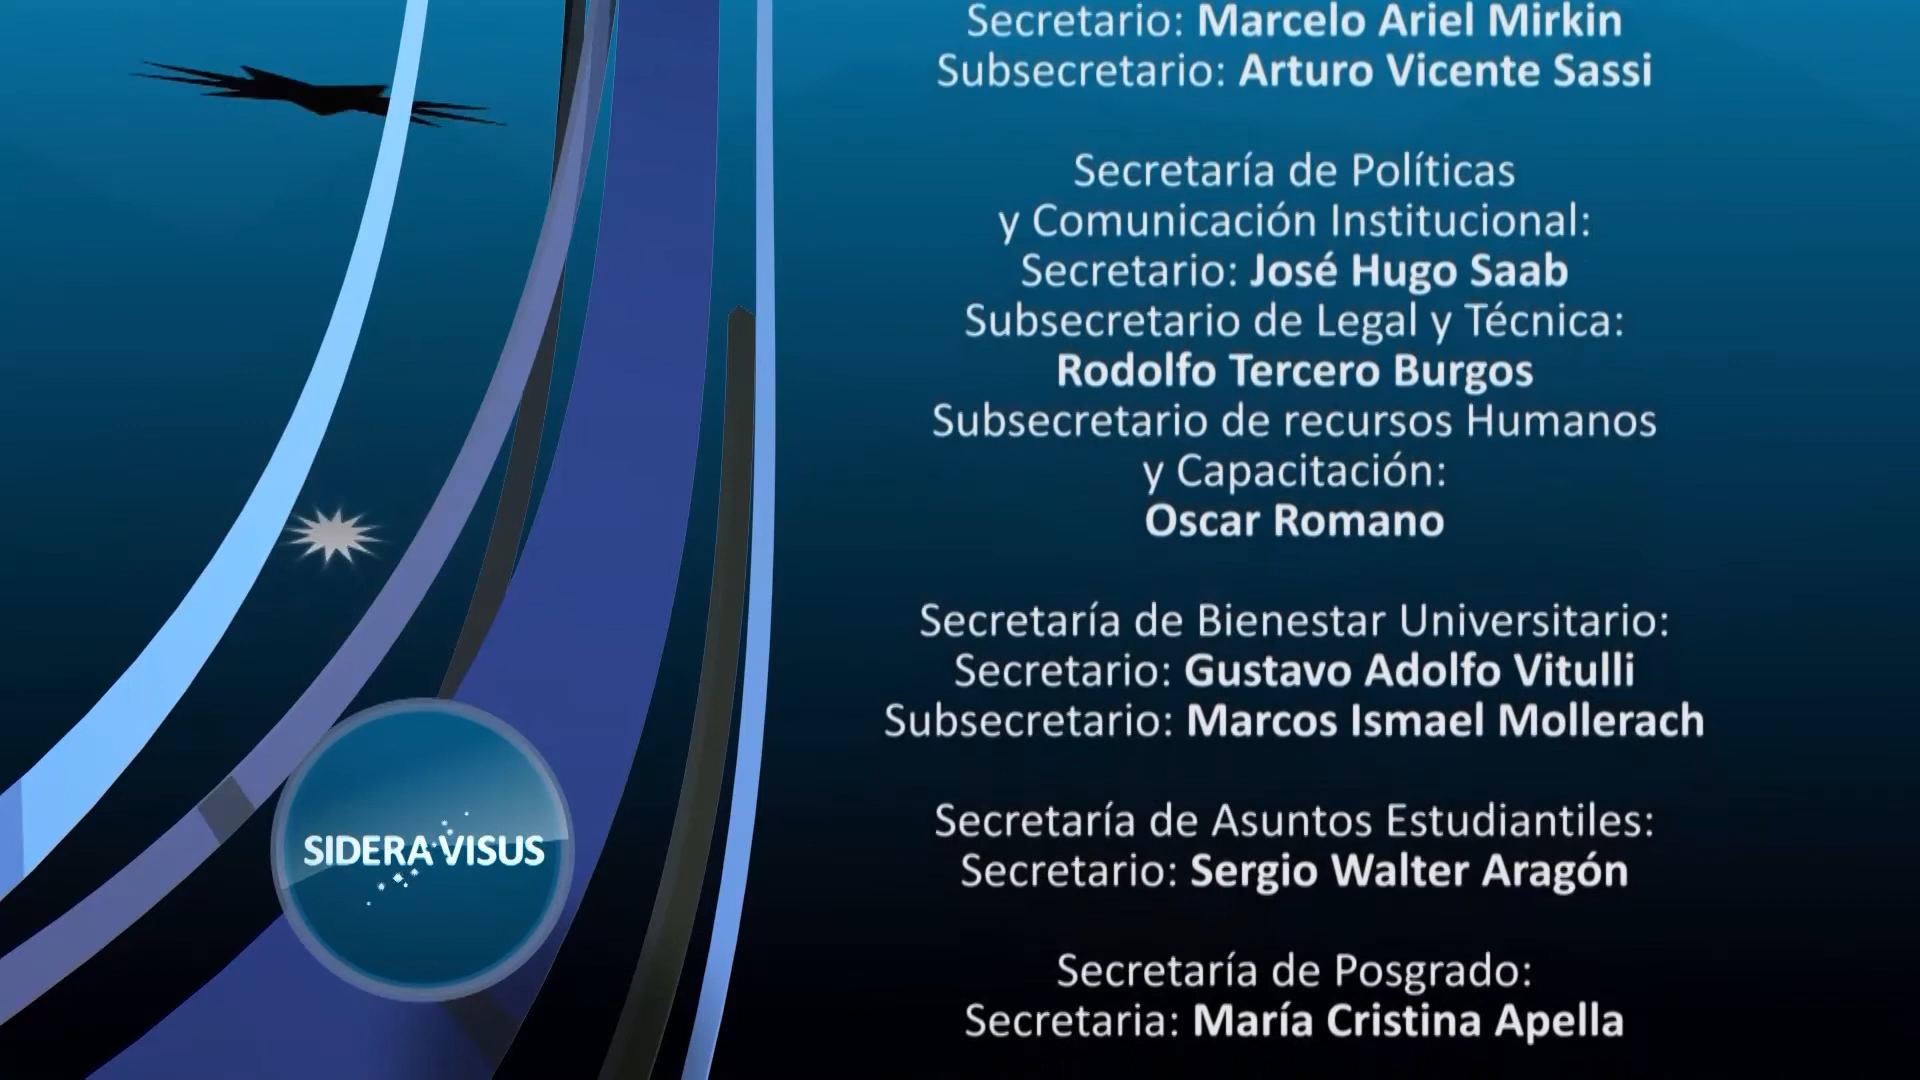 Secretario: Marcelo Ariel Mirkin
Subsecretario: Arturo Vicente Sassi
Secretaría de Políticas
y Comunicación Institucional:
Secretario: José Hugo Saab
Subsecretario de Legal y Técnica:
Rodolfo Tercero Burgos
Subsecretario de recursos Humanos
y Capacitación:
Oscar Romano
Secretaría de Bienestar Universitario:
Secretario: Gustavo Adolfo Vitulli
Subsecretario: Marcos Ismael Mollerach
Secretaría de Asuntos Estudiantiles:
Secretario: Sergio Walter Aragón
Secretaría de Posgrado:
Secretaria: María Cristina Apella
SIDERA VISUS